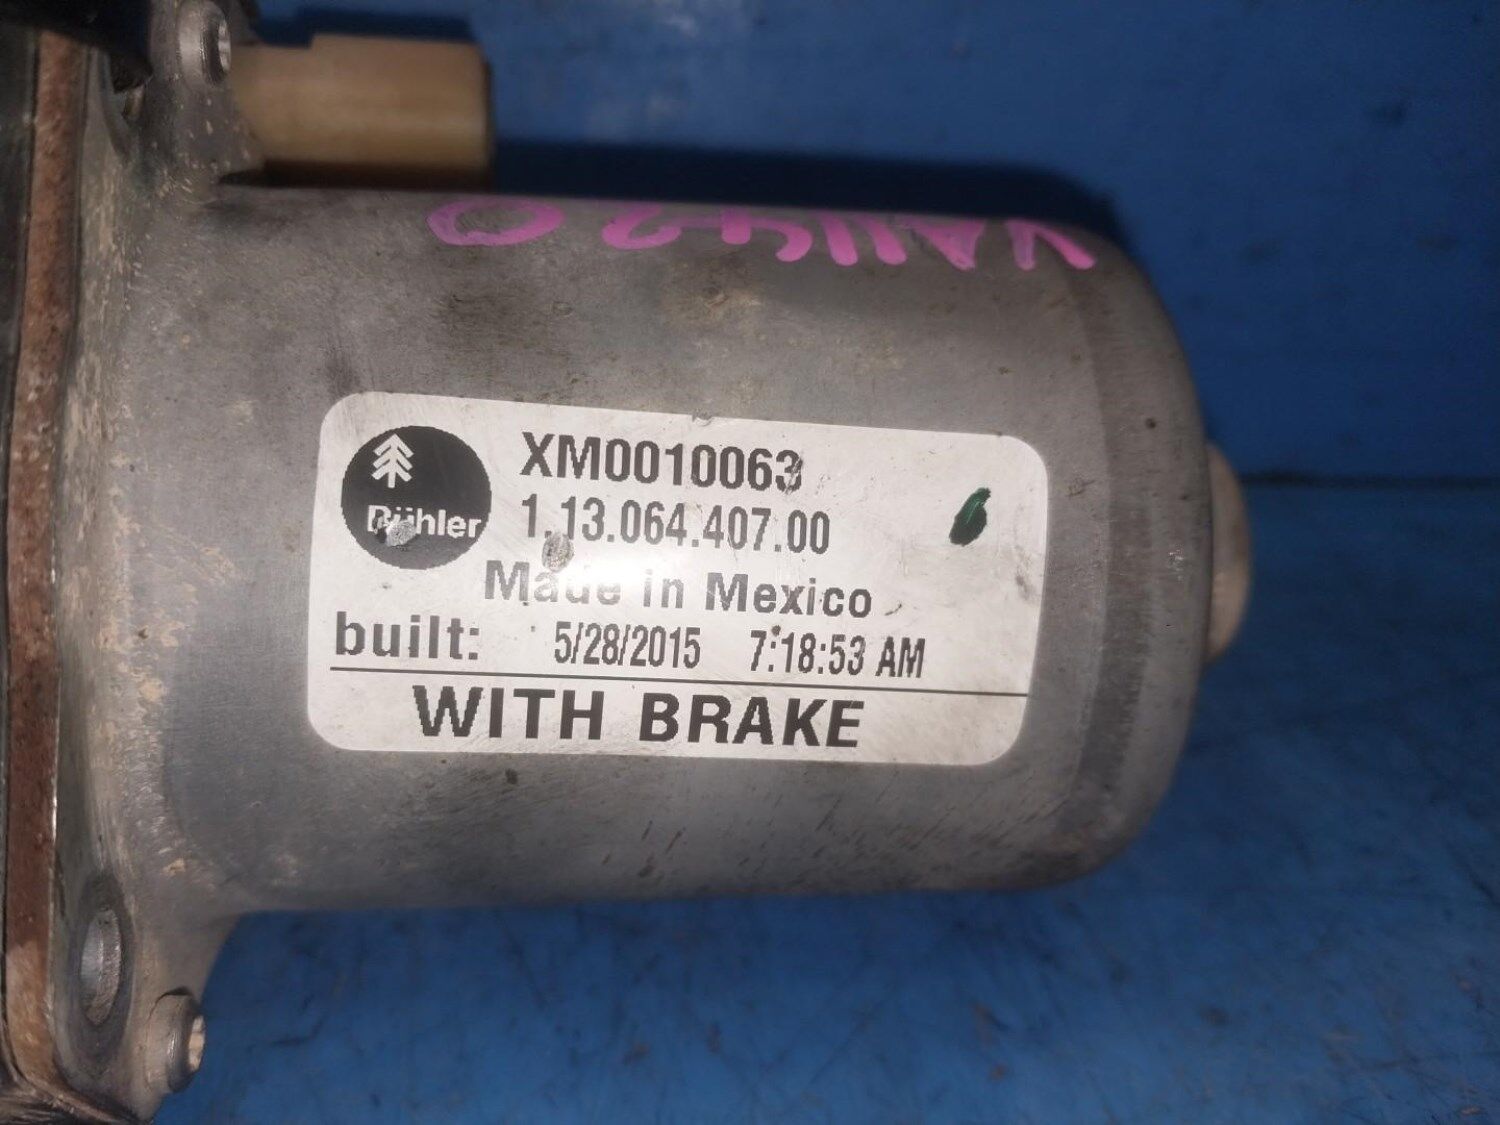 VA11420
XM0010063
Bühler
1.13.064.407.00
Made in Mexico
built: 5/28/2015 7:18:53 AM
WITH BRAKE